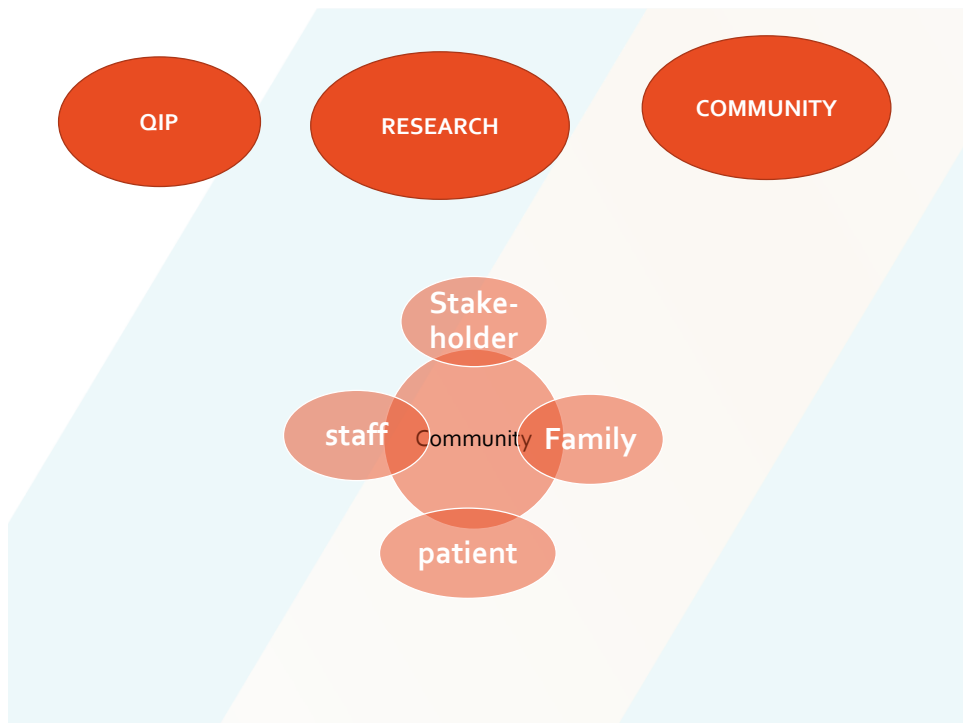 QIP
RESEARCH
COMMUNITY
Stake-
holder
staff
Community
Family
patient